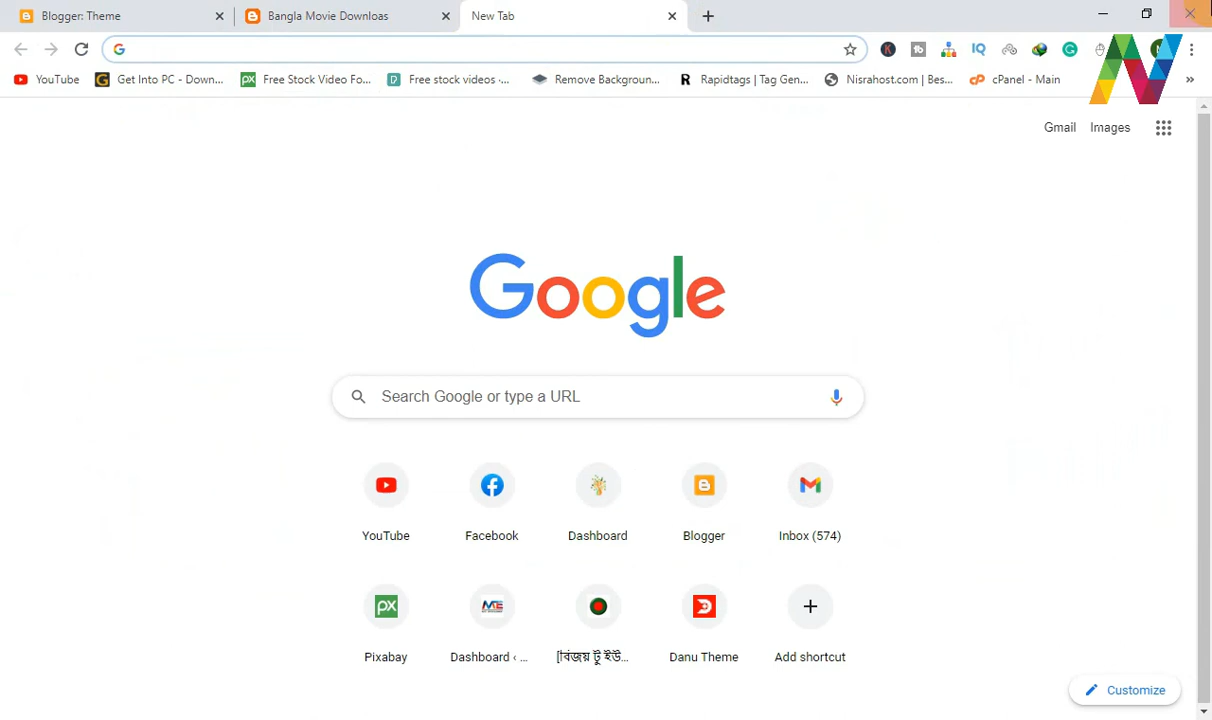 Blogger: Theme
Bangla Movie Downloas
New Tab
YouTube
Get Into PC - Down...
Free Stock Video Fo...
Free stock videos -...
Remove Backgroun...
Rapidtags | Tag Gen...
Nisrahost.com | Bes...
cPanel - Main
Gmail
Images
Google
Search Google or type a URL
YouTube
Facebook
Dashboard
Blogger
Inbox (574)
Pixabay
Dashboard ‹ ...
[বিজয় টু ইউ...
Danu Theme
Add shortcut
Customize